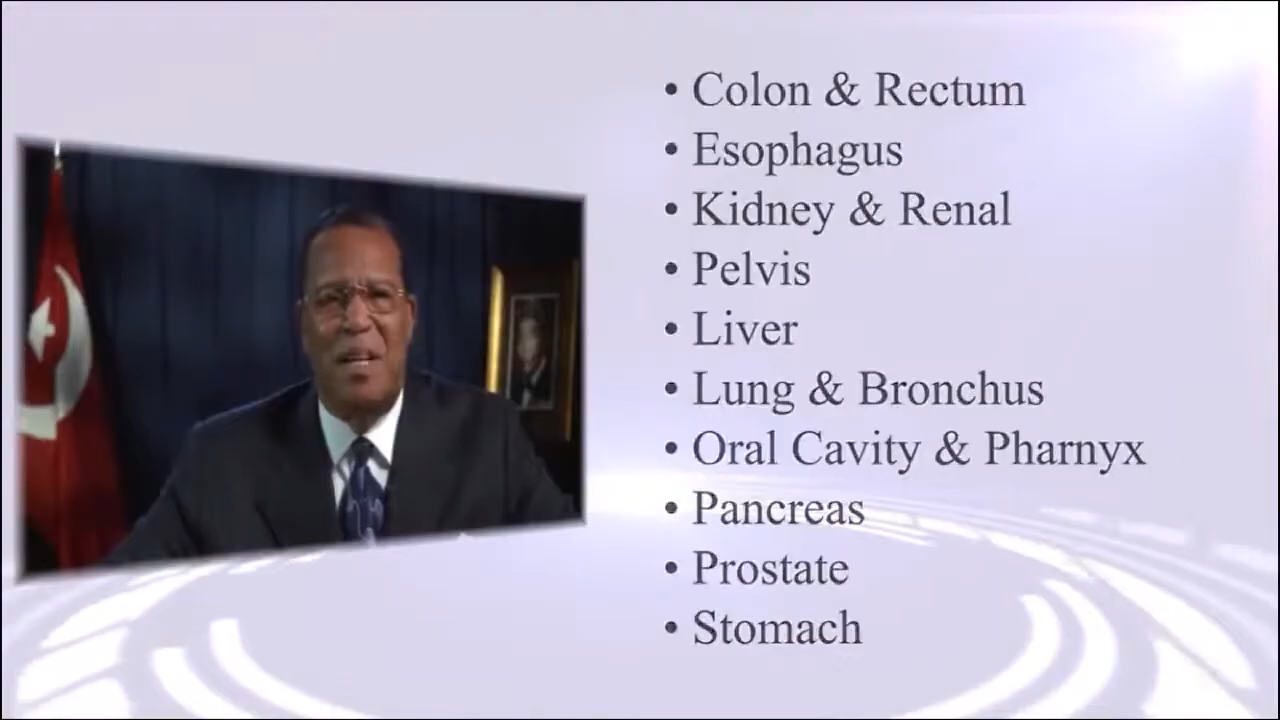 • Colon & Rectum
• Esophagus
• Kidney & Renal
• Pelvis
• Liver
• Lung & Bronchus
• Oral Cavity & Pharnyx
• Pancreas
• Prostate
• Stomach